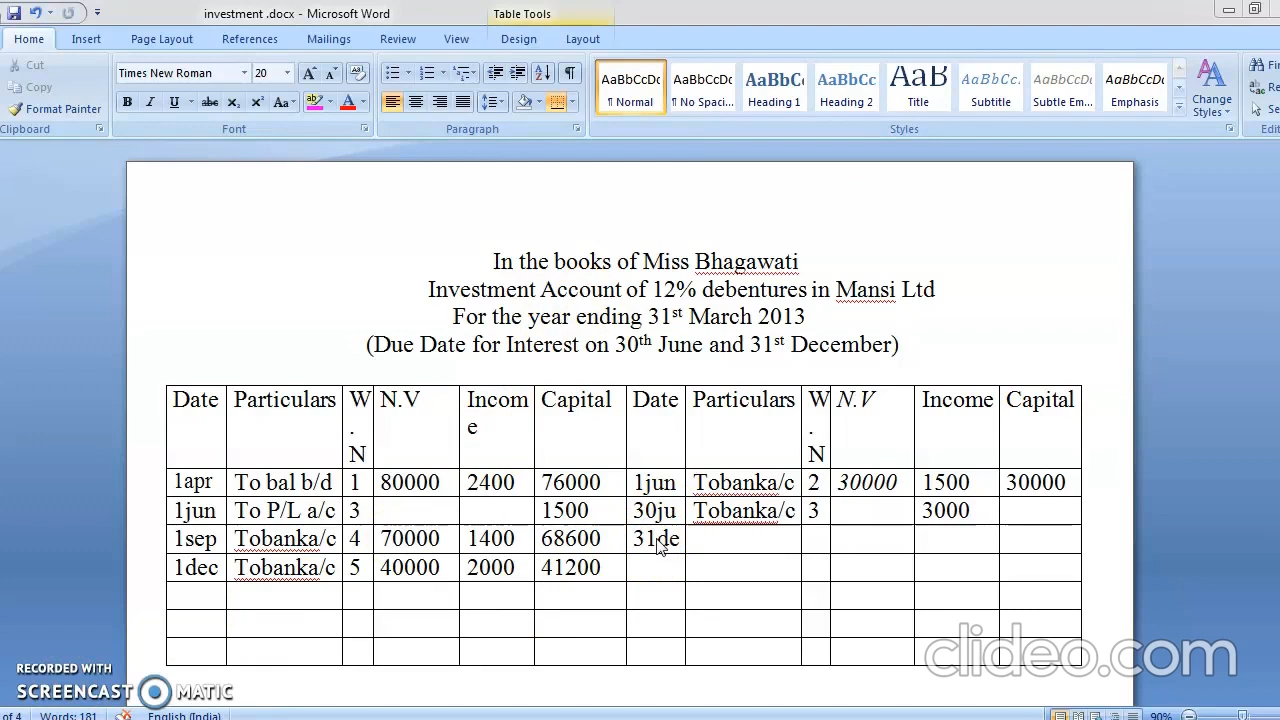 investment .docx - Microsoft Word
Table Tools
Home Insert Page Layout References Mailings Review View Design Layout
Cut
Copy
Format Painter
Clipboard
Times New Roman 20
Font
Paragraph
AaBbCcDc AaBbCcDc AaBbCc AaBbCc AaB AaBbCc. AaBbCcDc AaBbCcDc
¶ Normal ¶ No Spaci... Heading 1 Heading 2 Title Subtitle Subtle Em... Emphasis
Change Styles
Styles
In the books of Miss Bhagawati
Investment Account of 12% debentures in Mansi Ltd
For the year ending 31st March 2013
(Due Date for Interest on 30th June and 31st December)
Date Particulars W.N N.V Income Capital Date Particulars W.N N.V Income Capital
1apr To bal b/d 1 80000 2400 76000 1jun Tobanka/c 2 30000 1500 30000
1jun To P/L a/c 3 1500 30ju Tobanka/c 3 3000
1sep Tobanka/c 4 70000 1400 68600 31de
1dec Tobanka/c 5 40000 2000 41200
clideo.com
RECORDED WITH
SCREENCAST MATIC
of 4 Words: 181 English (India) 90%